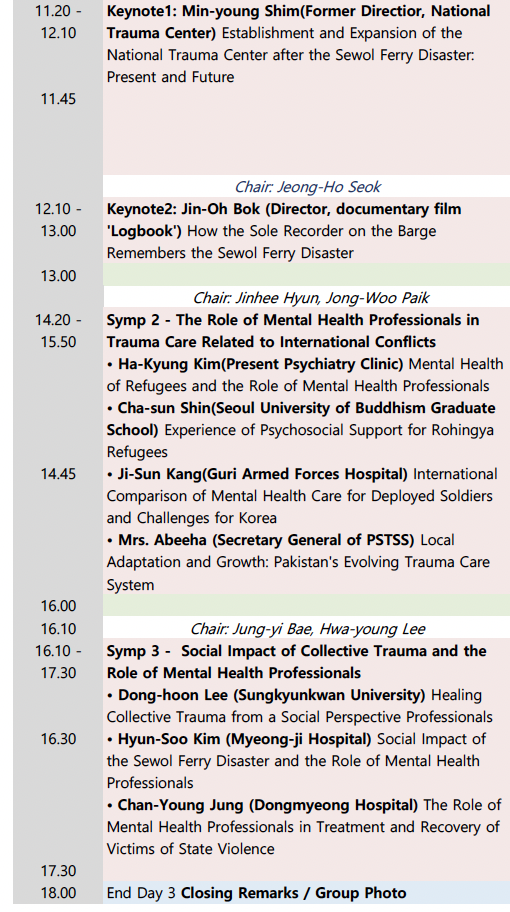 11.20 - Keynote1: Min-young Shim(Former Directior, National
12.10 Trauma Center) Establishment and Expansion of the
National Trauma Center after the Sewol Ferry Disaster:
Present and Future
11.45
Chair: Jeong-Ho Seok
12.10 - Keynote2: Jin-Oh Bok (Director, documentary film
13.00 'Logbook') How the Sole Recorder on the Barge
Remembers the Sewol Ferry Disaster
13.00
Chair: Jinhee Hyun, Jong-Woo Paik
14.20 - Symp 2 - The Role of Mental Health Professionals in
15.50 Trauma Care Related to International Conflicts
• Ha-Kyung Kim(Present Psychiatry Clinic) Mental Health
of Refugees and the Role of Mental Health Professionals
• Cha-sun Shin(Seoul University of Buddhism Graduate
School) Experience of Psychosocial Support for Rohingya
Refugees
14.45 • Ji-Sun Kang(Guri Armed Forces Hospital) International
Comparison of Mental Health Care for Deployed Soldiers
and Challenges for Korea
• Mrs. Abeeha (Secretary General of PSTSS) Local
Adaptation and Growth: Pakistan's Evolving Trauma Care
System
16.00
16.10 Chair: Jung-yi Bae, Hwa-young Lee
16.10 - Symp 3 -  Social Impact of Collective Trauma and the
17.30 Role of Mental Health Professionals
• Dong-hoon Lee (Sungkyunkwan University) Healing
Collective Trauma from a Social Perspective Professionals
16.30 • Hyun-Soo Kim (Myeong-ji Hospital) Social Impact of
the Sewol Ferry Disaster and the Role of Mental Health
Professionals
• Chan-Young Jung (Dongmyeong Hospital) The Role of
Mental Health Professionals in Treatment and Recovery of
Victims of State Violence
17.30
18.00 End Day 3 Closing Remarks / Group Photo